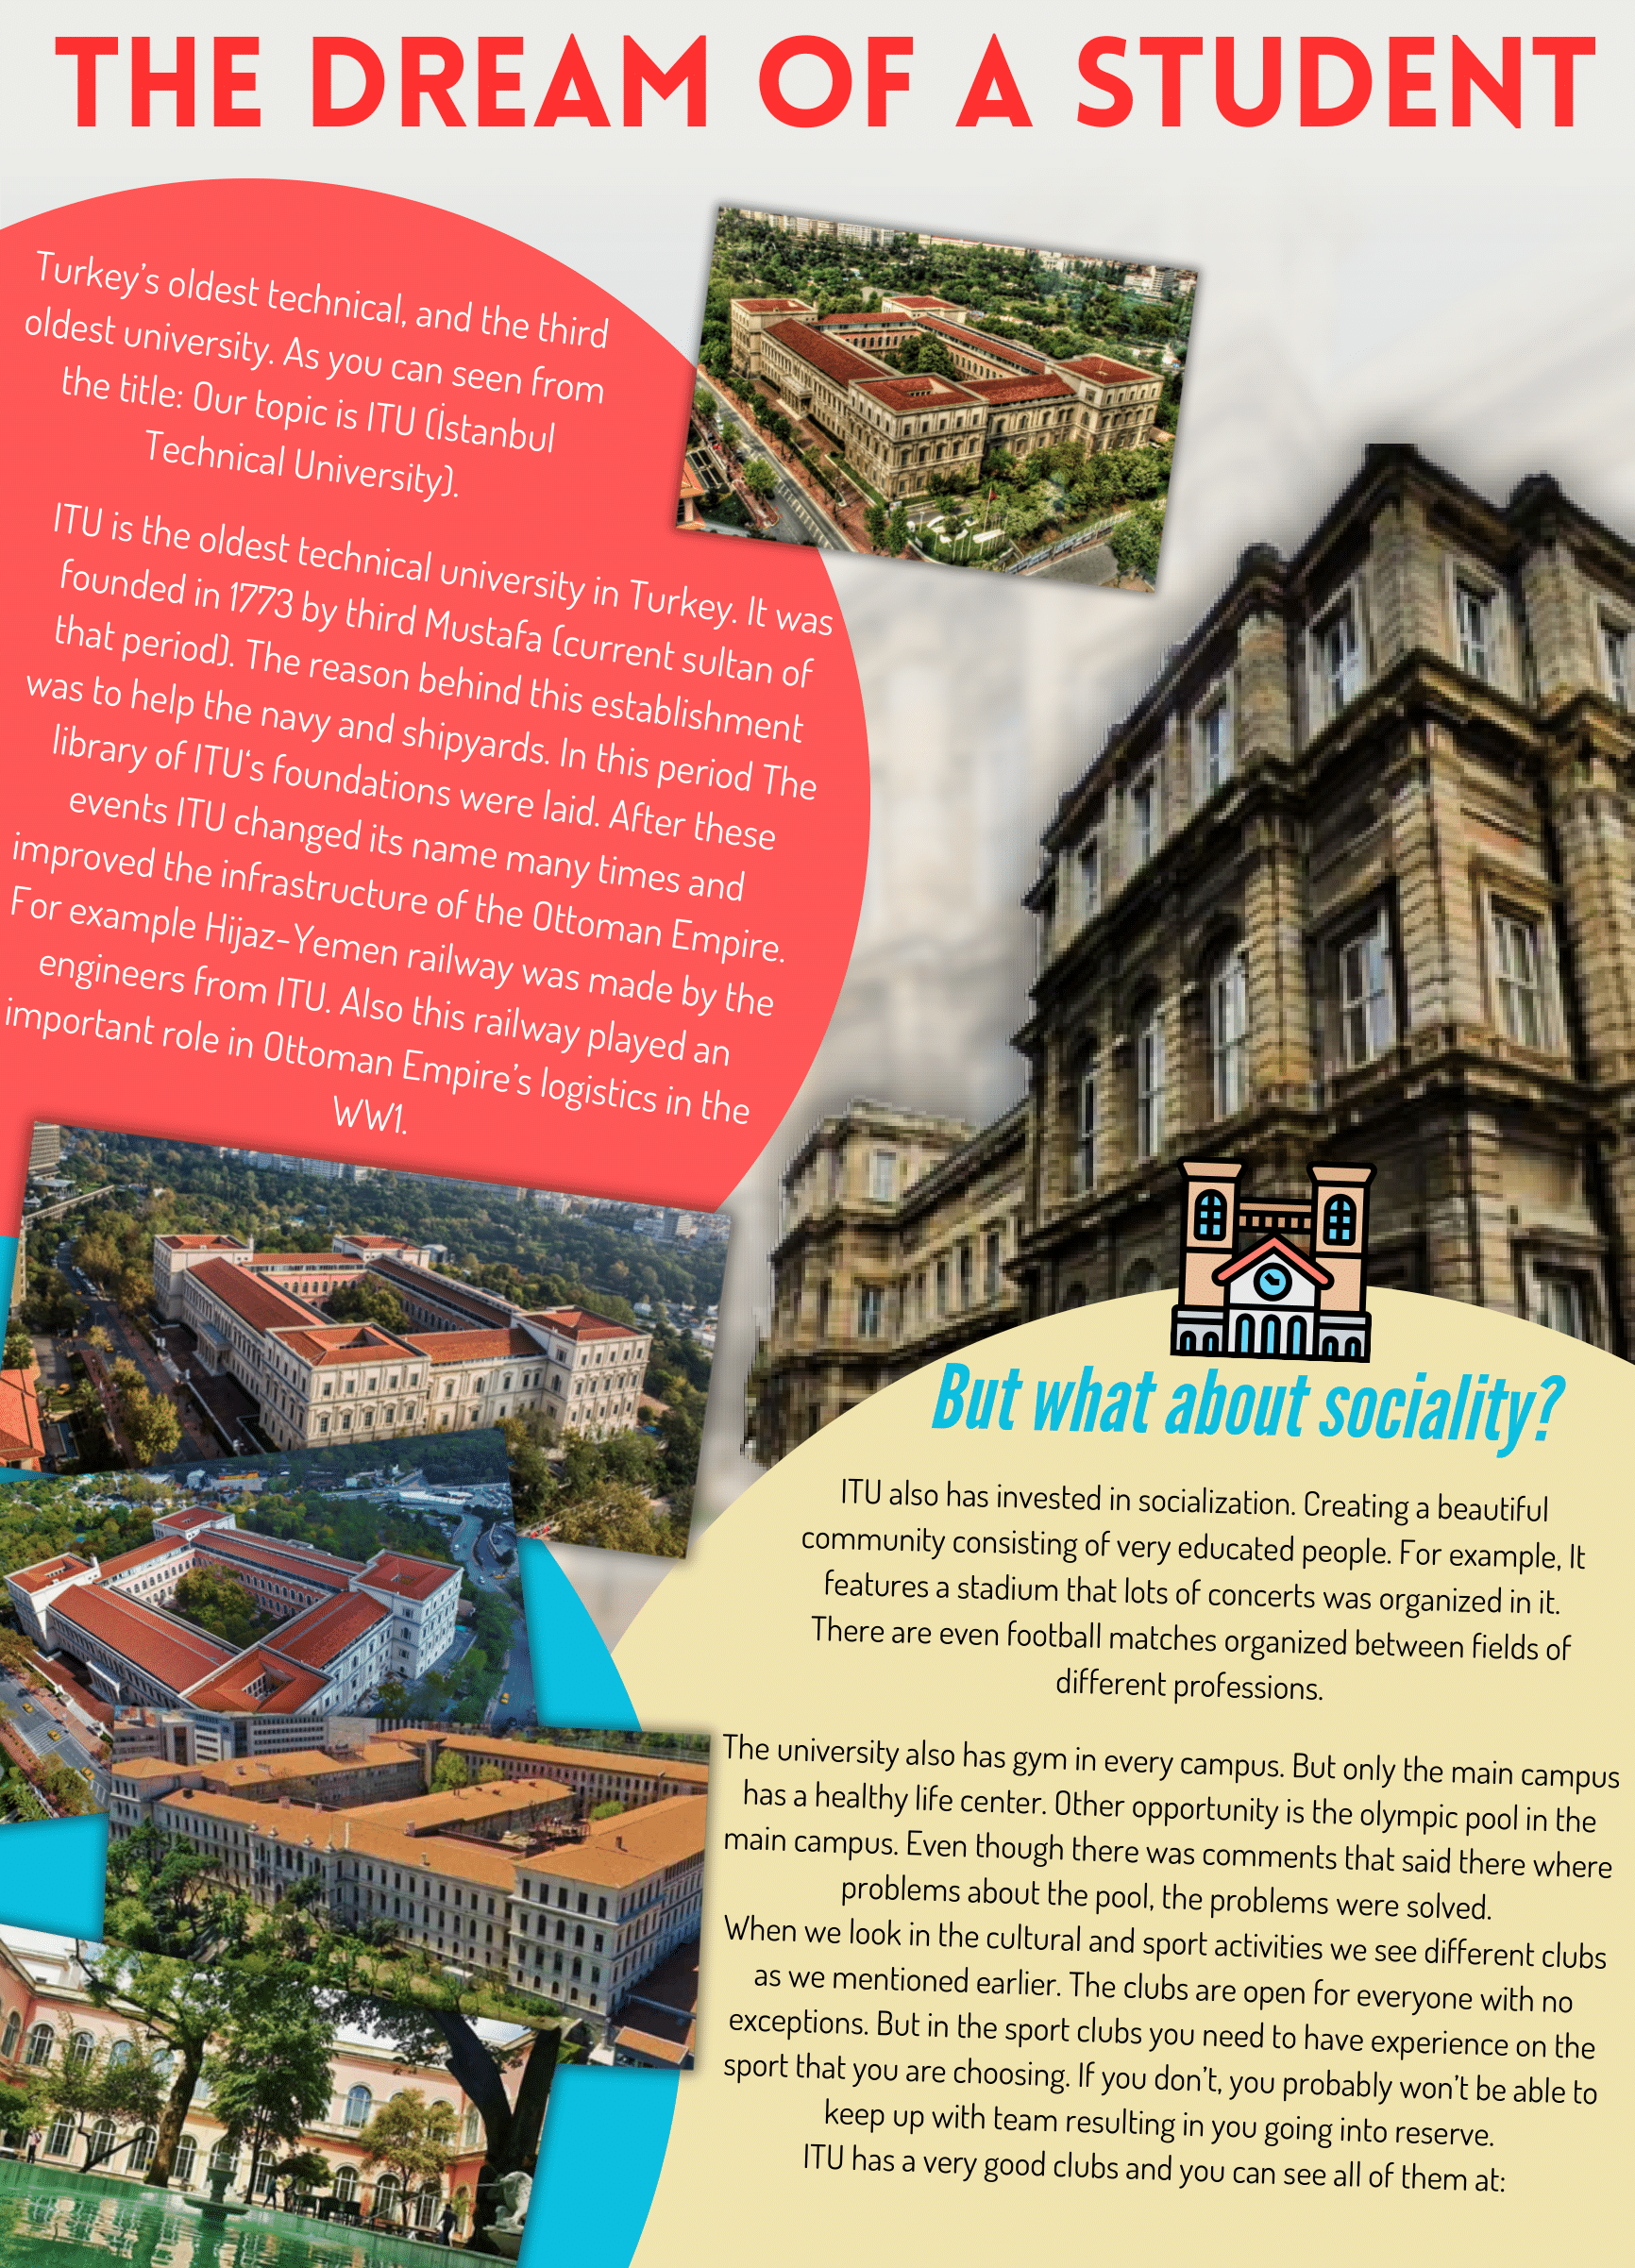 THE DREAM OF A STUDENT
Turkey's oldest technical, and the third
oldest university. As you can seen from
the title: Our topic is ITU (İstanbul
Technical University).
ITU is the oldest technical university in Turkey. It was
founded in 1773 by third Mustafa (current sultan of
that period). The reason behind this establishment
was to help the navy and shipyards. In this period The
library of ITU‘s foundations were laid. After these
events ITU changed its name many times and
improved the infrastructure of the Ottoman Empire.
For example Hijaz-Yemen railway was made by the
engineers from ITU. Also this railway played an
important role in Ottoman Empire's logistics in the
WW1.
But what about sociality?
ITU also has invested in socialization. Creating a beautiful
community consisting of very educated people. For example, It
features a stadium that lots of concerts was organized in it.
There are even football matches organized between fields of
different professions.
The university also has gym in every campus. But only the main campus
has a healthy life center. Other opportunity is the olympic pool in the
main campus. Even though there was comments that said there where
problems about the pool, the problems were solved.
When we look in the cultural and sport activities we see different clubs
as we mentioned earlier. The clubs are open for everyone with no
exceptions. But in the sport clubs you need to have experience on the
sport that you are choosing. If you don't, you probably won't be able to
keep up with team resulting in you going into reserve.
ITU has a very good clubs and you can see all of them at: